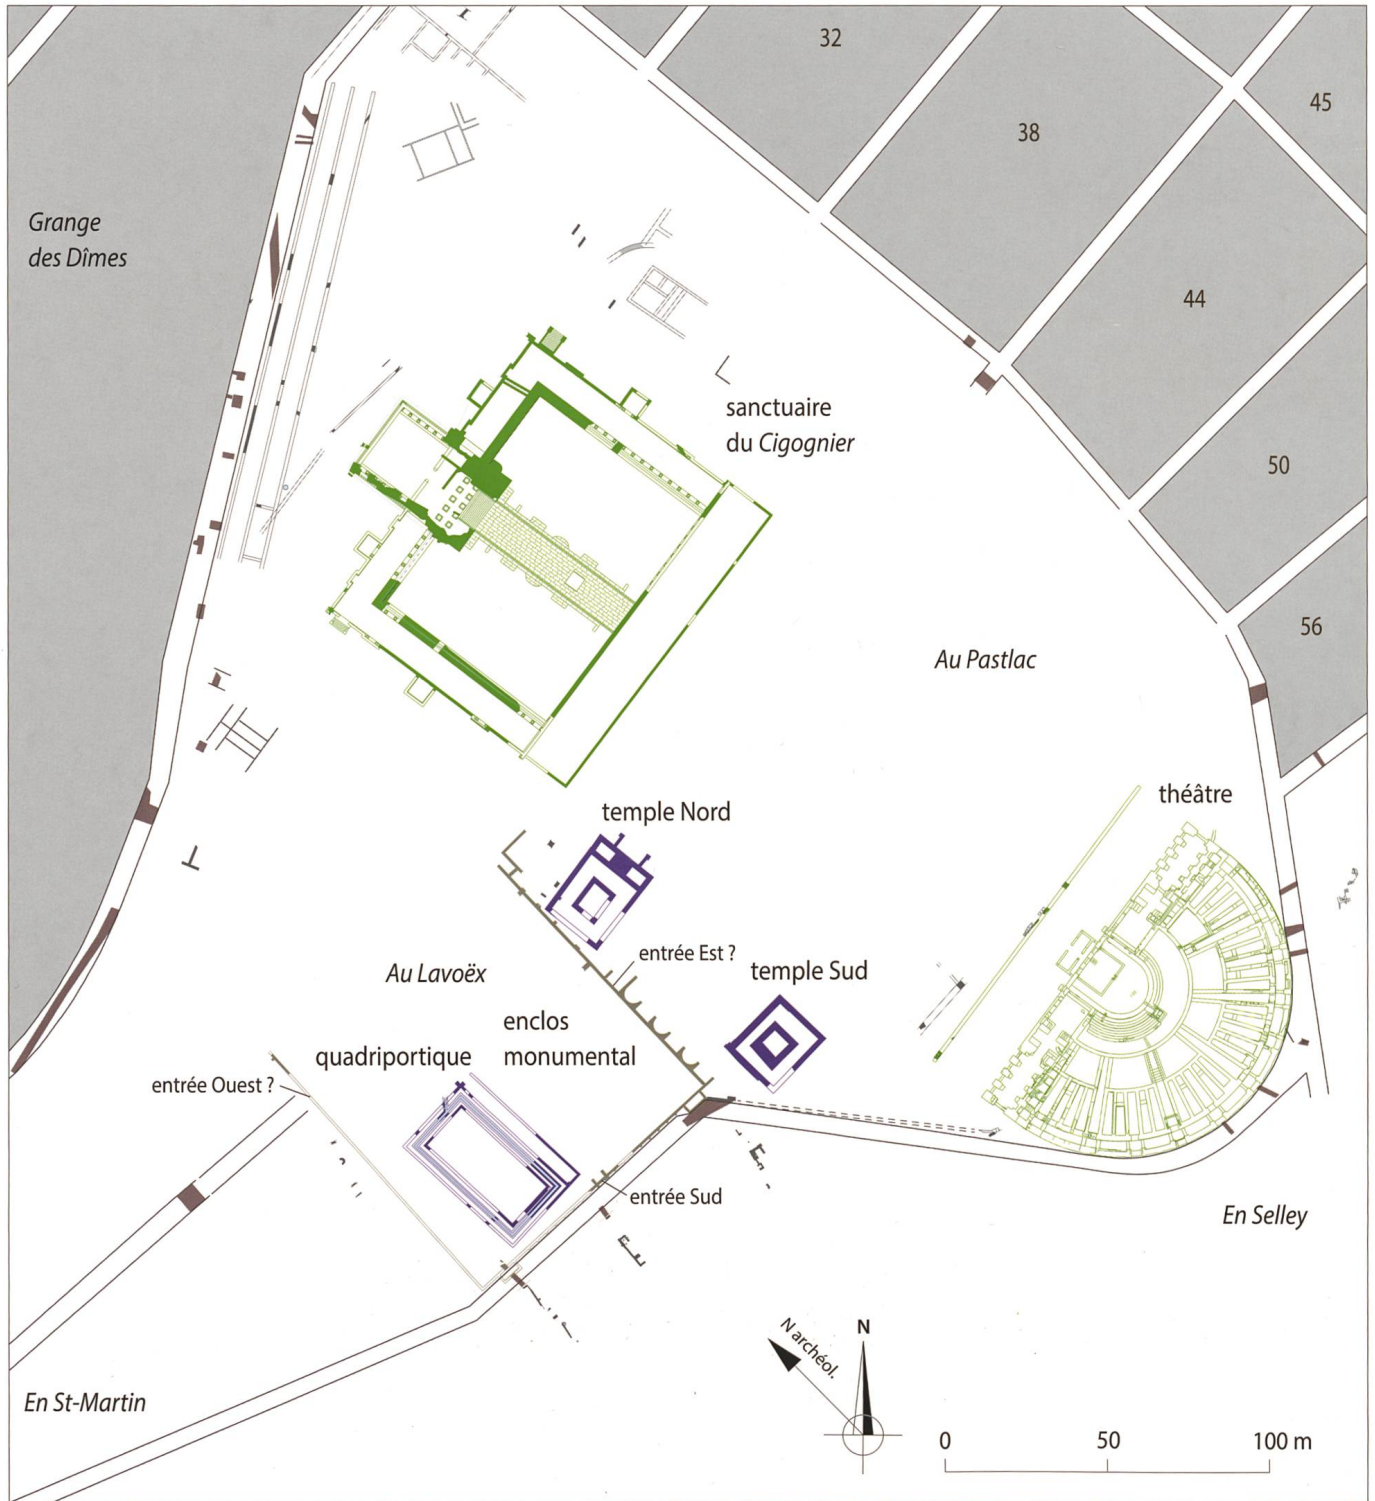 32
45
38
Grange
des Dîmes
44
sanctuaire
du Cigognier
50
56
Au Pastlac
théâtre
temple Nord
entrée Est ?
temple Sud
Au Lavoëx
enclos
monumental
quadriportique
entrée Ouest ?
entrée Sud
En Selley
N archéol.
N
En St-Martin
0 50 100 m